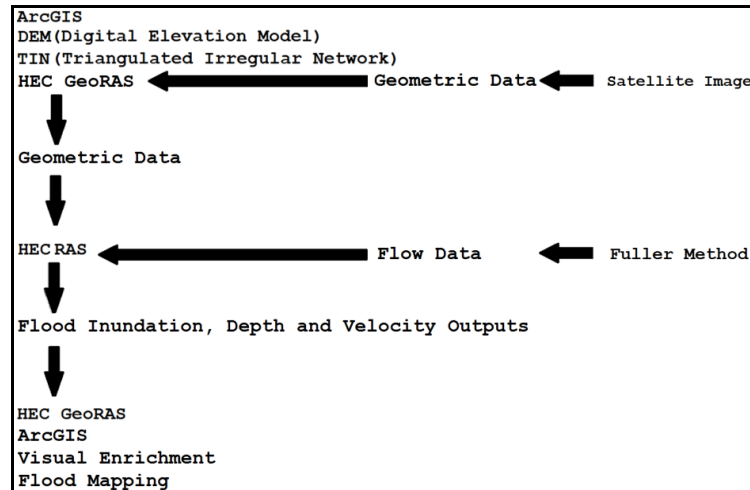 ArcGIS
DEM(Digital Elevation Model)
TIN(Triangulated Irregular Network)
HEC GeoRAS Geometric Data Satellite Image
Geometric Data
HEC RAS Flow Data Fuller Method
Flood Inundation, Depth and Velocity Outputs
HEC GeoRAS
ArcGIS
Visual Enrichment
Flood Mapping